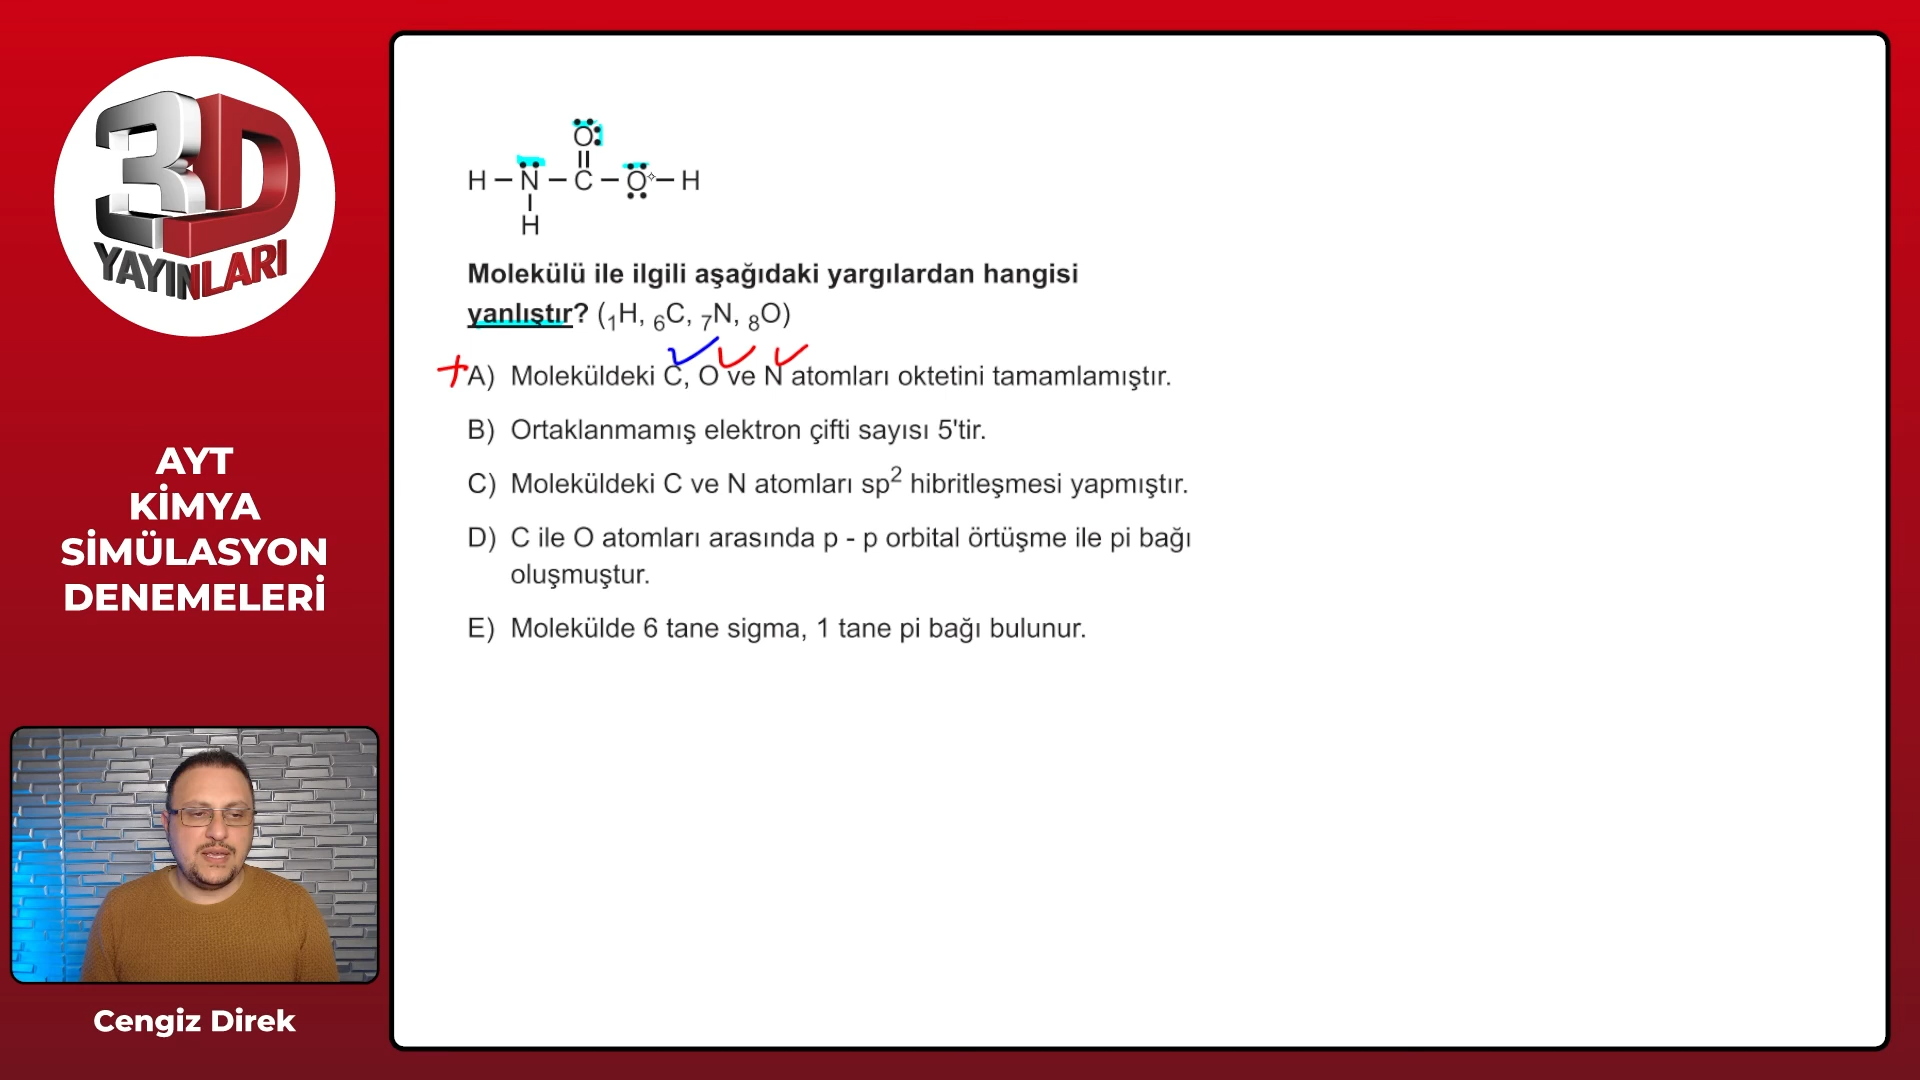 3D
YAYINLARI
AYT
KİMYA
SİMÜLASYON
DENEMELERİ
Cengiz Direk
O
H – N – C – O – H
H
Molekülü ile ilgili aşağıdaki yargılardan hangisi
yanlıştır? (₁H, ₆C, ₇N, ₈O)
+ A) Moleküldeki C, O ve N atomları oktetini tamamlamıştır.
B) Ortaklanmamış elektron çifti sayısı 5'tir.
C) Moleküldeki C ve N atomları sp² hibritleşmesi yapmıştır.
D) C ile O atomları arasında p - p orbital örtüşme ile pi bağı
oluşmuştur.
E) Molekülde 6 tane sigma, 1 tane pi bağı bulunur.